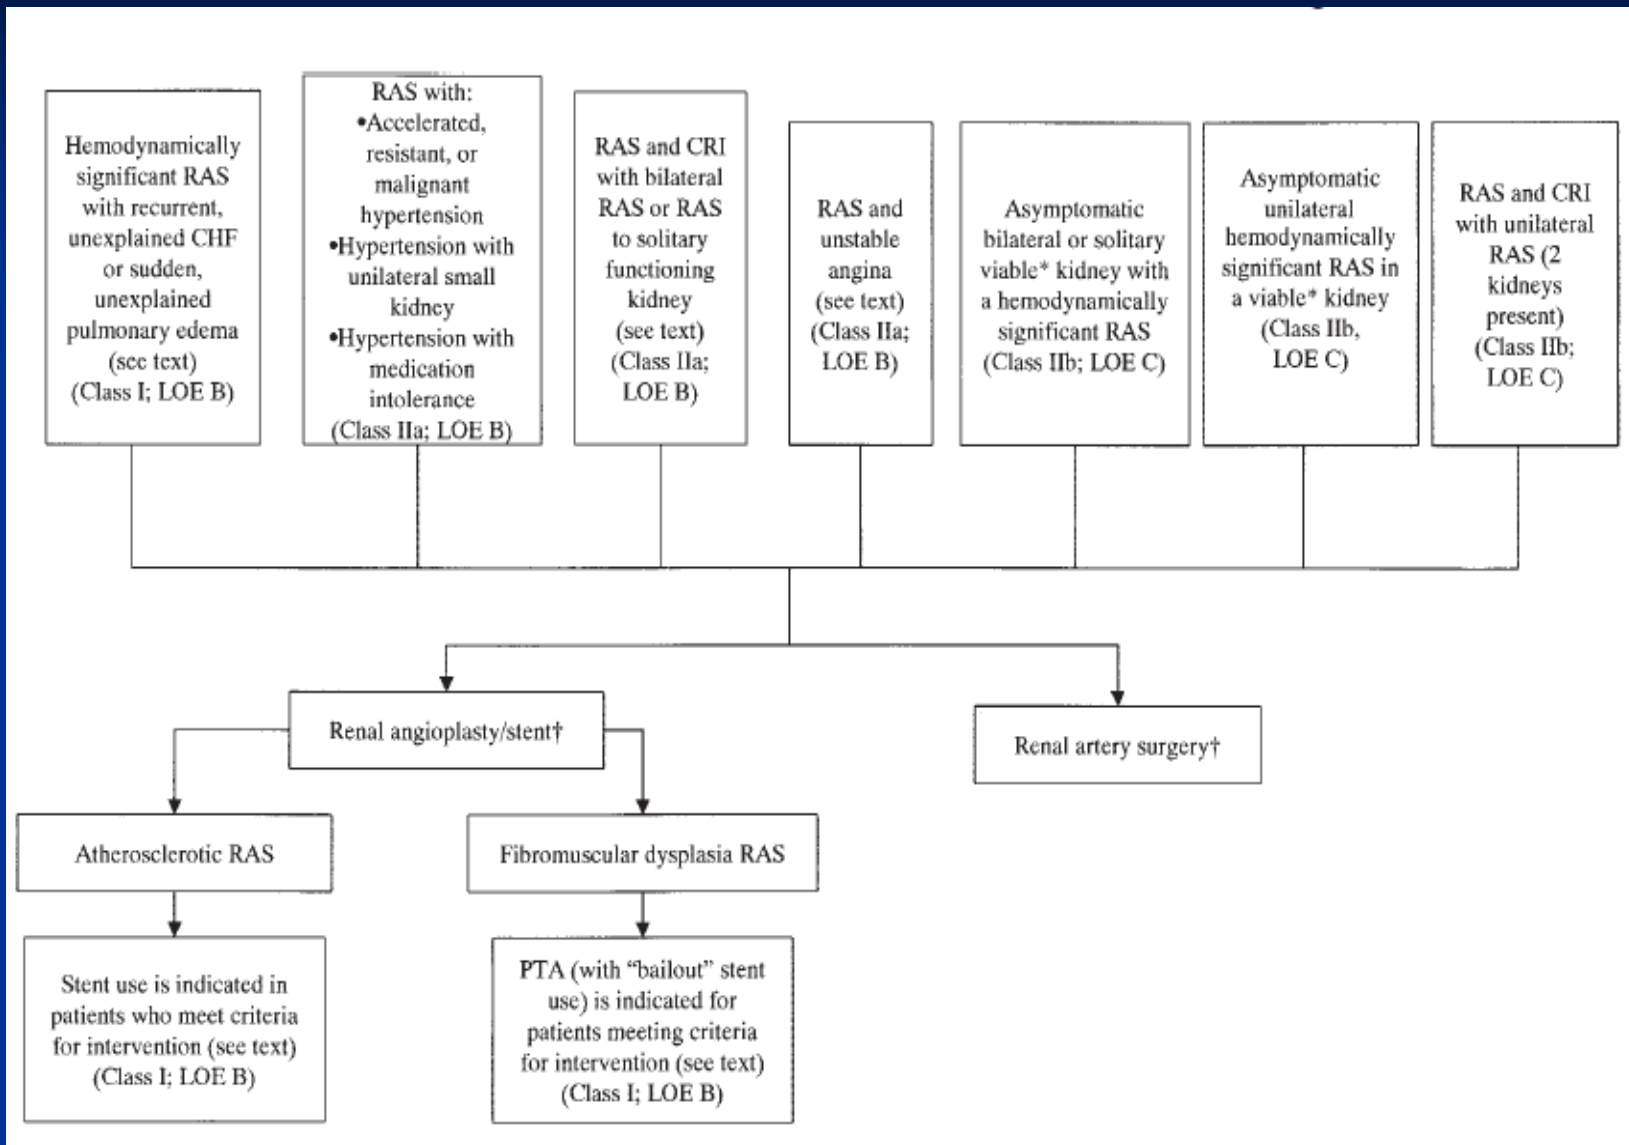 Hemodynamically
significant RAS
with recurrent,
unexplained CHF
or sudden,
unexplained
pulmonary edema
(see text)
(Class I; LOE B)
RAS with:
•Accelerated,
resistant, or
malignant
hypertension
•Hypertension with
unilateral small
kidney
•Hypertension with
medication
intolerance
(Class IIa; LOE B)
RAS and CRI
with bilateral
RAS or RAS
to solitary
functioning
kidney
(see text)
(Class IIa;
LOE B)
RAS and
unstable
angina
(see text)
(Class IIa;
LOE B)
Asymptomatic
bilateral or solitary
viable* kidney with
a hemodynamically
significant RAS
(Class IIb; LOE C)
Asymptomatic
unilateral
hemodynamically
significant RAS in
a viable* kidney
(Class IIb,
LOE C)
RAS and CRI
with unilateral
RAS (2
kidneys
present)
(Class IIb;
LOE C)
Renal angioplasty/stent†
Renal artery surgery†
Atherosclerotic RAS
Fibromuscular dysplasia RAS
Stent use is indicated in
patients who meet criteria
for intervention (see text)
(Class I; LOE B)
PTA (with “bailout” stent
use) is indicated for
patients meeting criteria
for intervention (see text)
(Class I; LOE B)